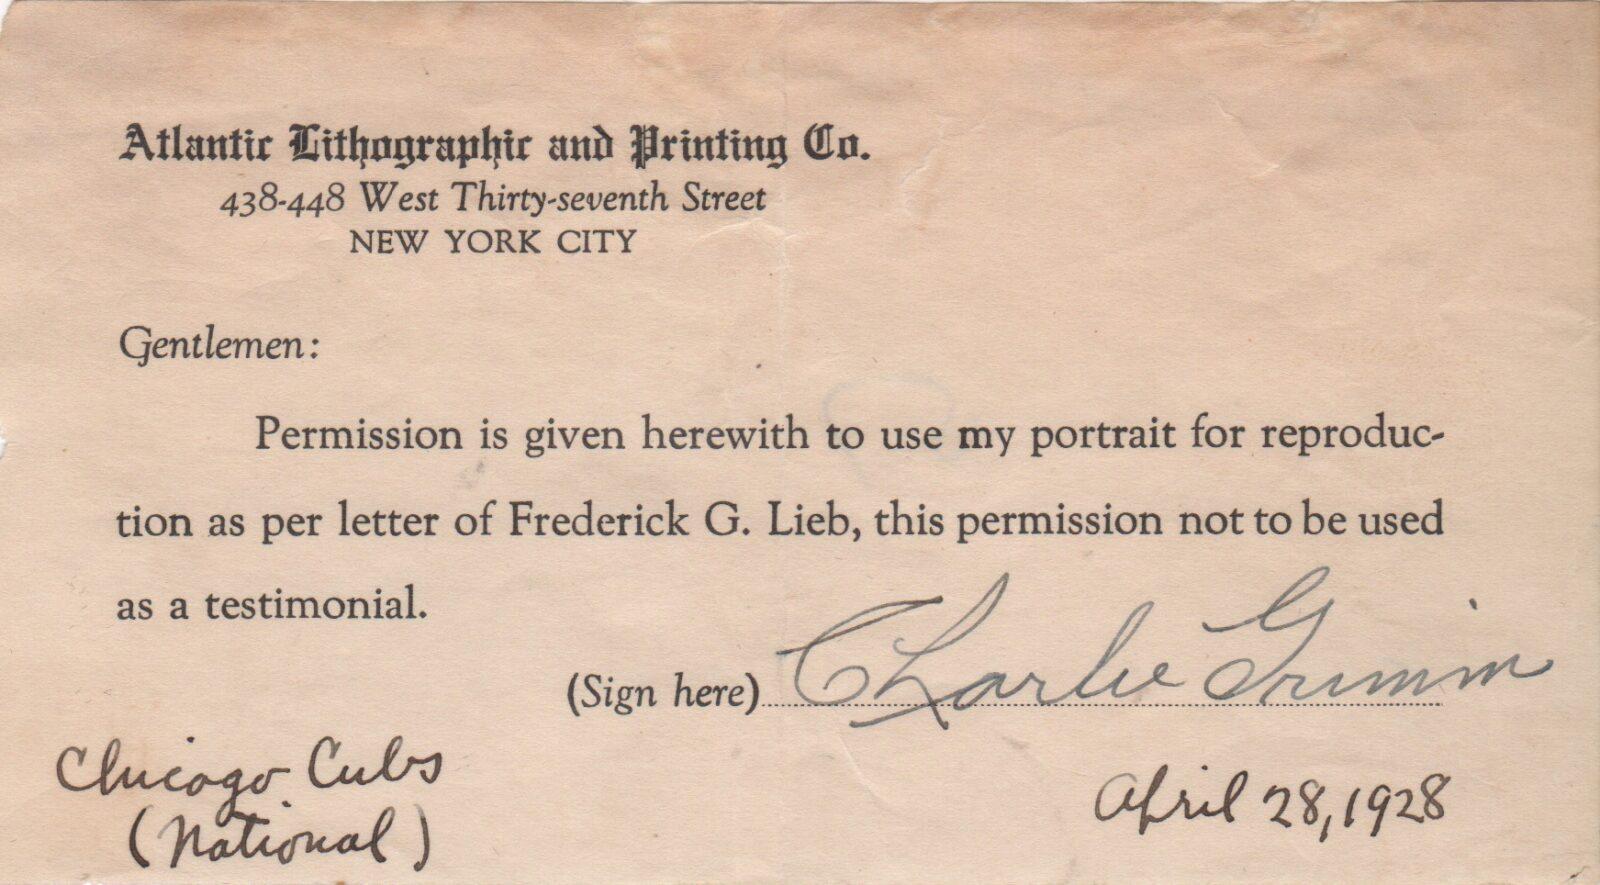 Atlantic Lithographic and Printing Co.
438-448 West Thirty-seventh Street
NEW YORK CITY
Gentlemen:
Permission is given herewith to use my portrait for reproduc-
tion as per letter of Frederick G. Lieb, this permission not to be used
as a testimonial.
(Sign here) Charlie Grimm
Chicago Cubs
(National)
April 28, 1928